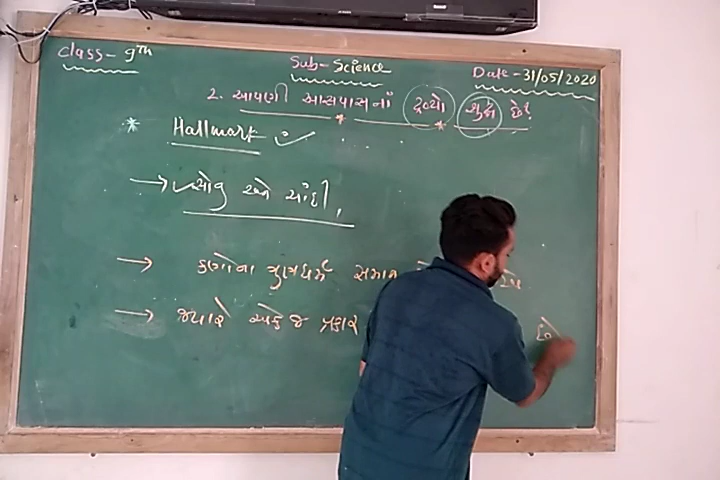 Class - 9th Sub - Science Date - 31/05/2020
2. આપણી આસપાસનાં દ્રવ્યો શુદ્ધ છે?
* Hallmark :
→ સોનુ અને ચાંદી.
→ કણોના ગુણધર્મ સમાન
→ જ્યારે એક જ પ્રકાર